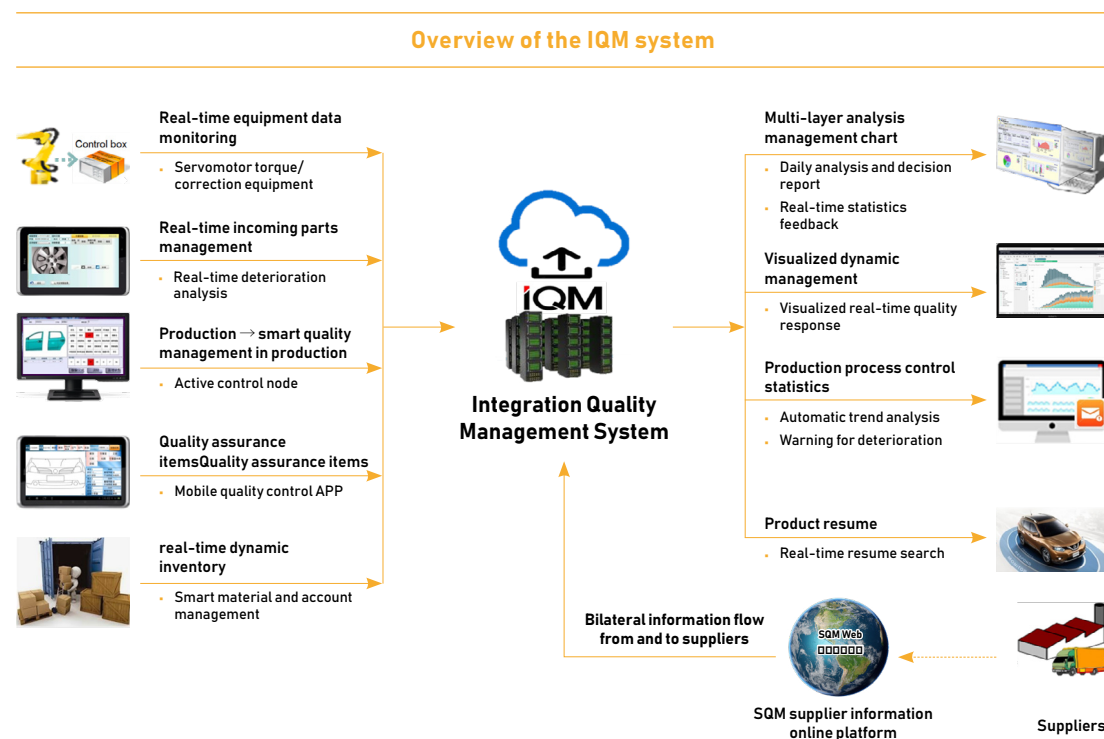 Overview of the IQM system
Control box
Real-time equipment data
monitoring
• Servomotor torque/
correction equipment
Real-time incoming parts
management
• Real-time deterioration
analysis
Production → smart quality
management in production
• Active control node
Quality assurance
itemsQuality assurance items
• Mobile quality control APP
real-time dynamic
inventory
• Smart material and account
management
iQM
Integration Quality
Management System
Multi-layer analysis
management chart
• Daily analysis and decision
report
• Real-time statistics
feedback
Visualized dynamic
management
• Visualized real-time quality
response
Production process control
statistics
• Automatic trend analysis
• Warning for deterioration
Product resume
• Real-time resume search
Bilateral information flow
from and to suppliers
SQM Web
□□□□□□
SQM supplier information
online platform
Suppliers